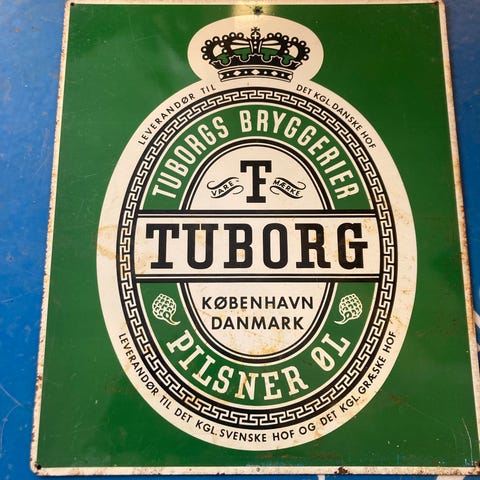 LEVERANDØR TIL DET KGL. DANSKE HOF
TUBORGS BRYGGERIER
VARE T MÆRKE
TUBORG
KØBENHAVN
DANMARK
PILSNER ØL
LEVERANDØR TIL DET KGL. SVENSKE HOF OG DET KGL. GRÆSKE HOF